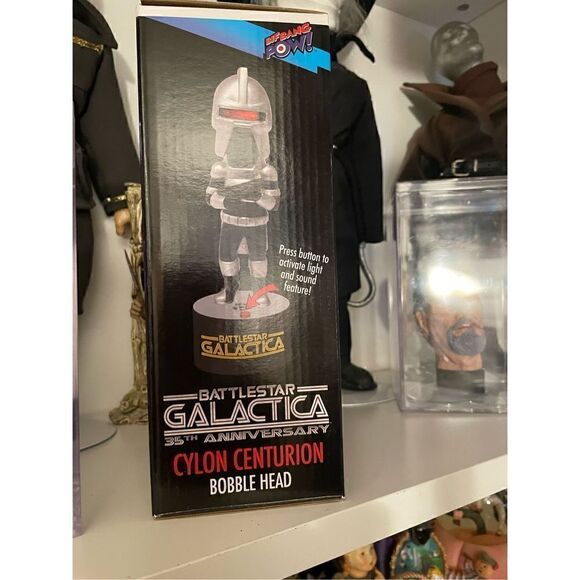 BIF BANG
POW!
Press button to
activate light
and sound
feature!
BATTLESTAR
GALACTICA
BATTLESTAR
GALACTICA
35TH ANNIVERSARY
CYLON CENTURION
BOBBLE HEAD